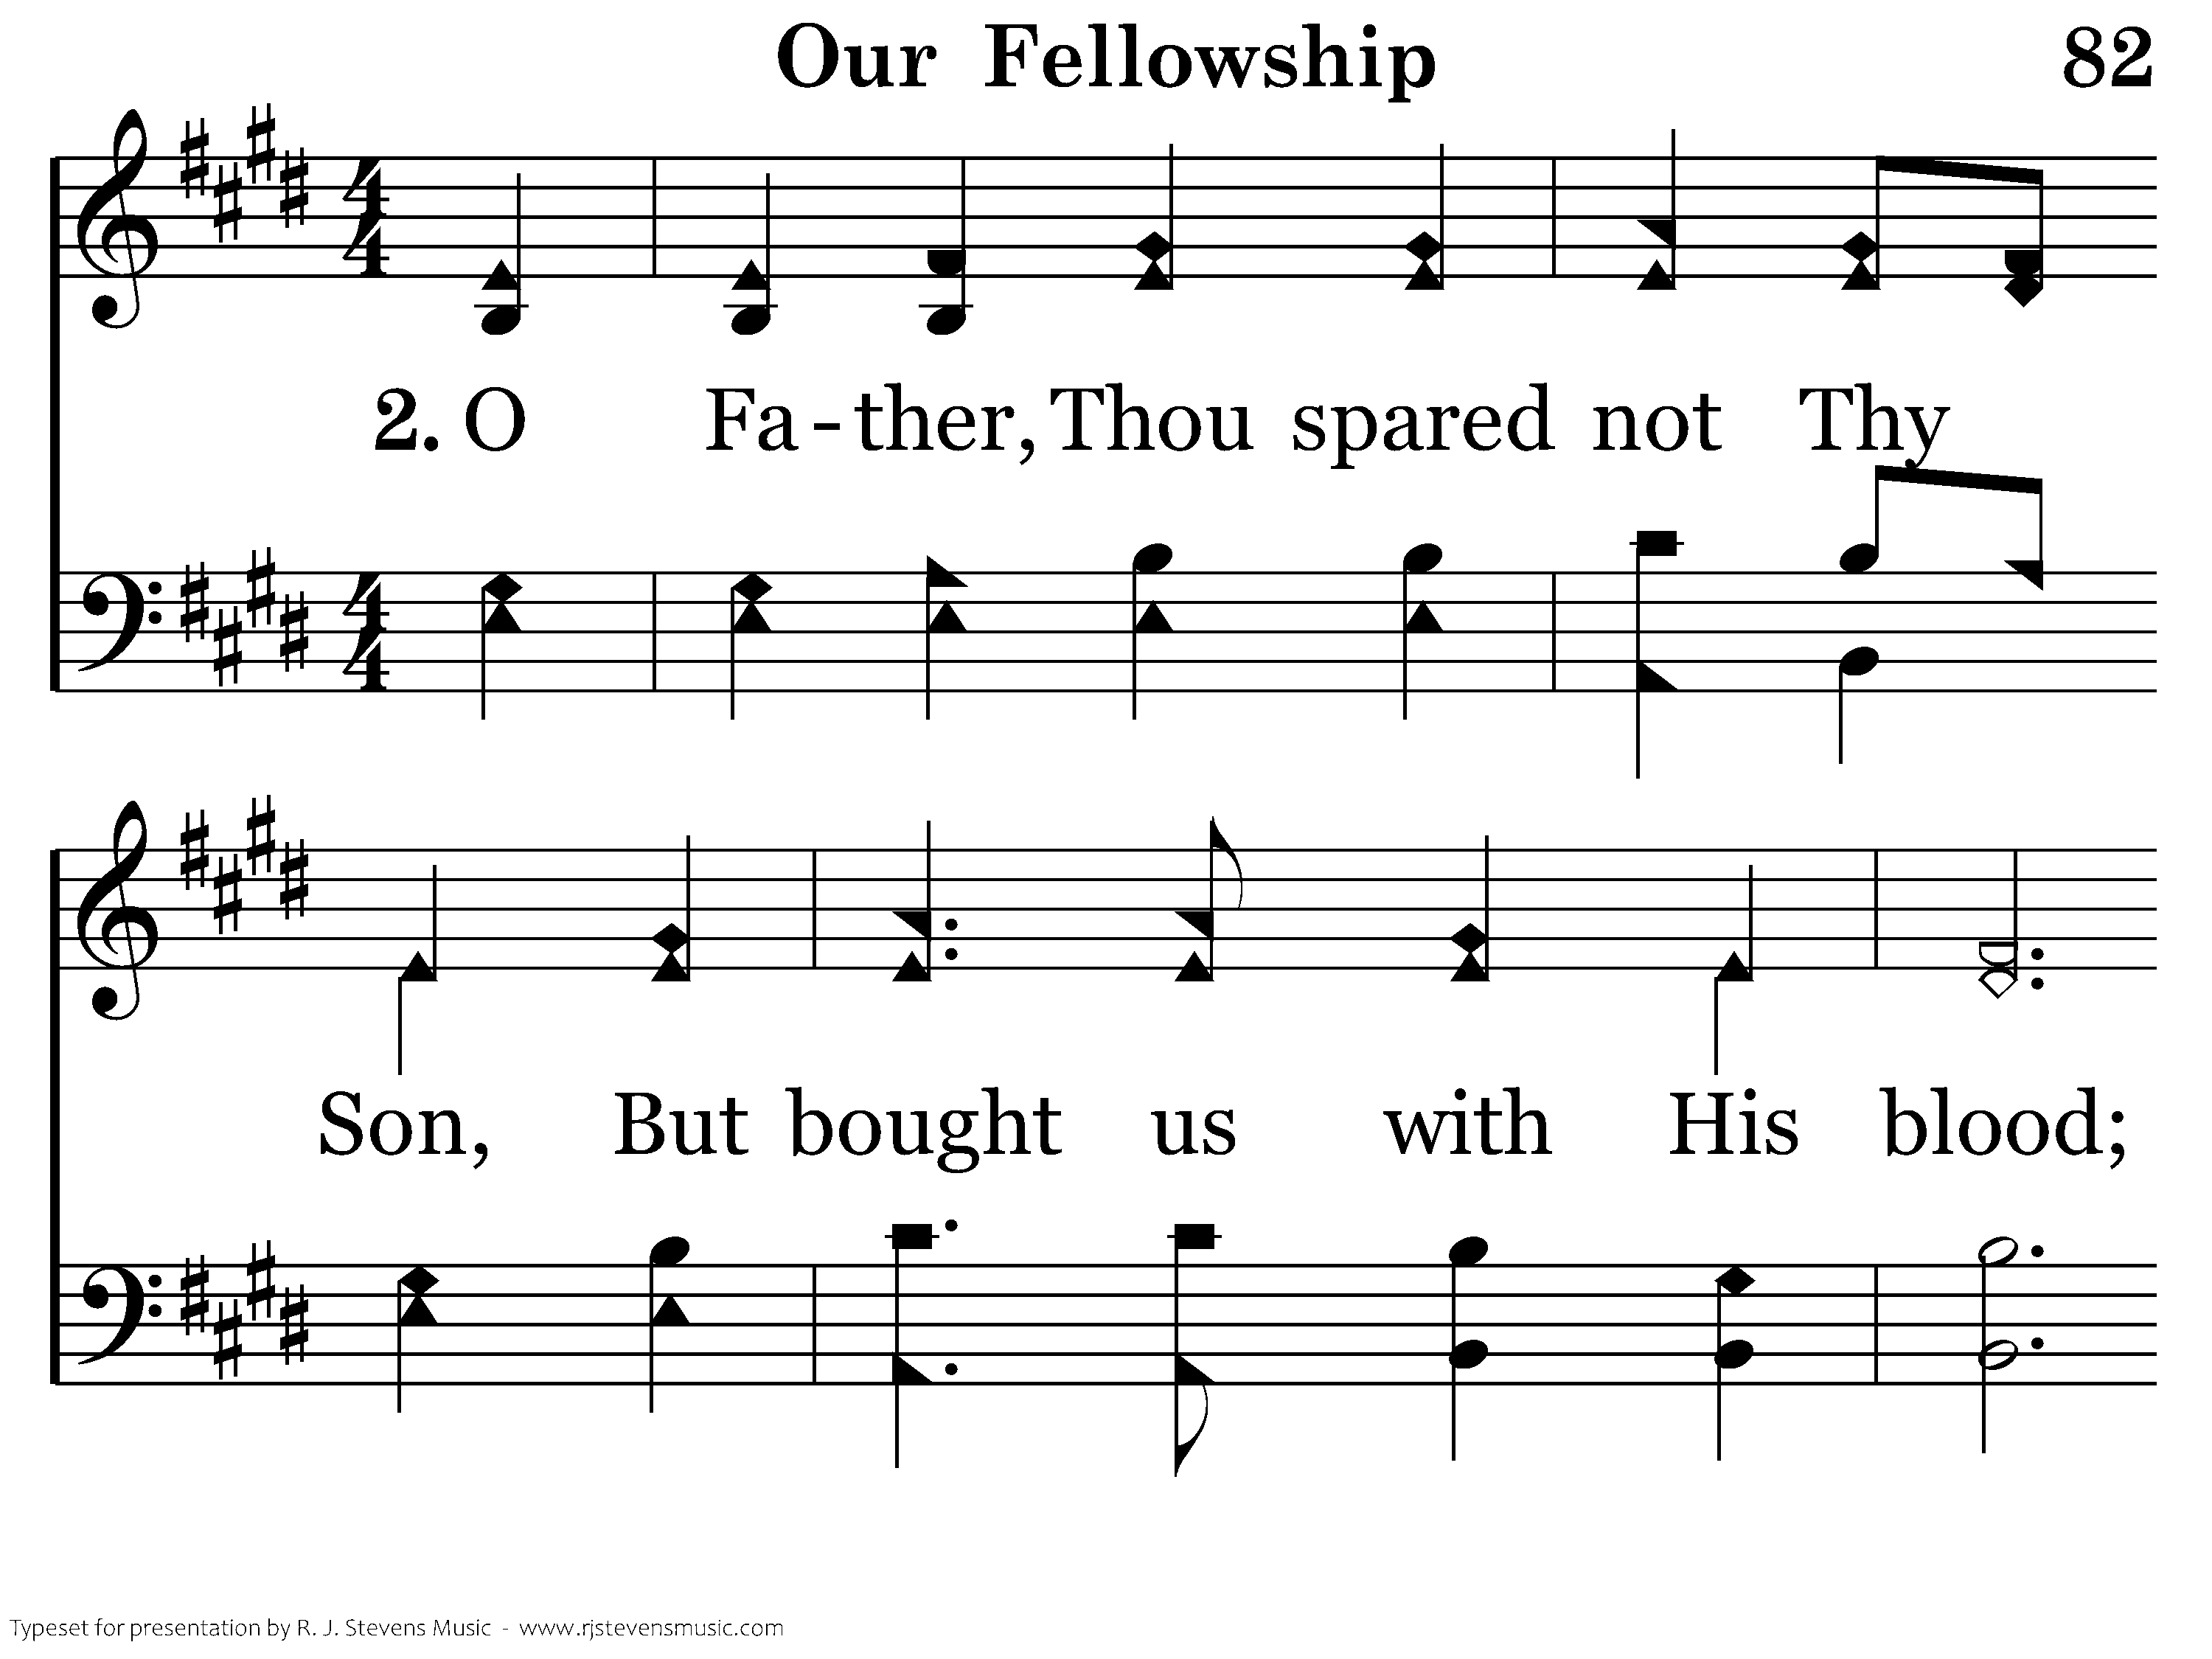 Our Fellowship 82
2. O Fa - ther, Thou spared not Thy
Son, But bought us with His blood;
Typeset for presentation by R. J. Stevens Music - www.rjstevensmusic.com